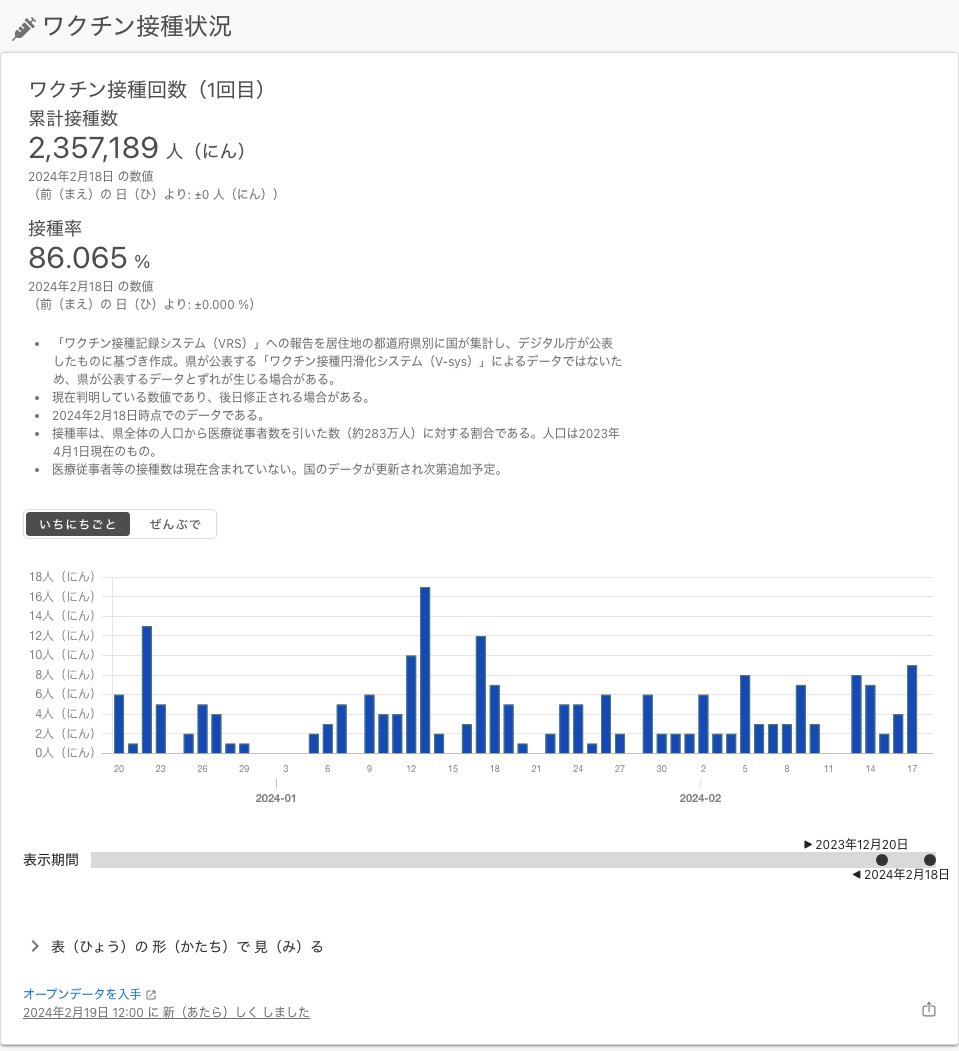 ワクチン接種状況
ワクチン接種回数（1回目）
累計接種数
2,357,189 人（にん）
2024年2月18日 の数値
（前（まえ）の 日（ひ）より: ±0 人（にん））
接種率
86.065 %
2024年2月18日 の数値
（前（まえ）の 日（ひ）より: ±0.000 %）
• 「ワクチン接種記録システム（VRS）」への報告を居住地の都道府県別に国が集計し、デジタル庁が公表
したものに基づき作成。県が公表する「ワクチン接種円滑化システム（V-sys）」によるデータではないた
め、県が公表するデータとずれが生じる場合がある。
• 現在判明している数値であり、後日修正される場合がある。
• 2024年2月18日時点でのデータである。
• 接種率は、県全体の人口から医療従事者数を引いた数（約283万人）に対する割合である。人口は2023年
4月1日現在のもの。
• 医療従事者等の接種数は現在含まれていない。国のデータが更新され次第追加予定。
いちにちごと ぜんぶで
18人（にん）
16人（にん）
14人（にん）
12人（にん）
10人（にん）
8人（にん）
6人（にん）
4人（にん）
2人（にん）
0人（にん）
20 23 26 29 3 6 9 12 15 18 21 24 27 30 2 5 8 11 14 17
2024-01 2024-02
▶ 2023年12月20日
表示期間
◀ 2024年2月18日
表（ひょう）の 形（かたち）で 見（み）る
オープンデータを入手
2024年2月19日 12:00 に 新（あたら）しく しました